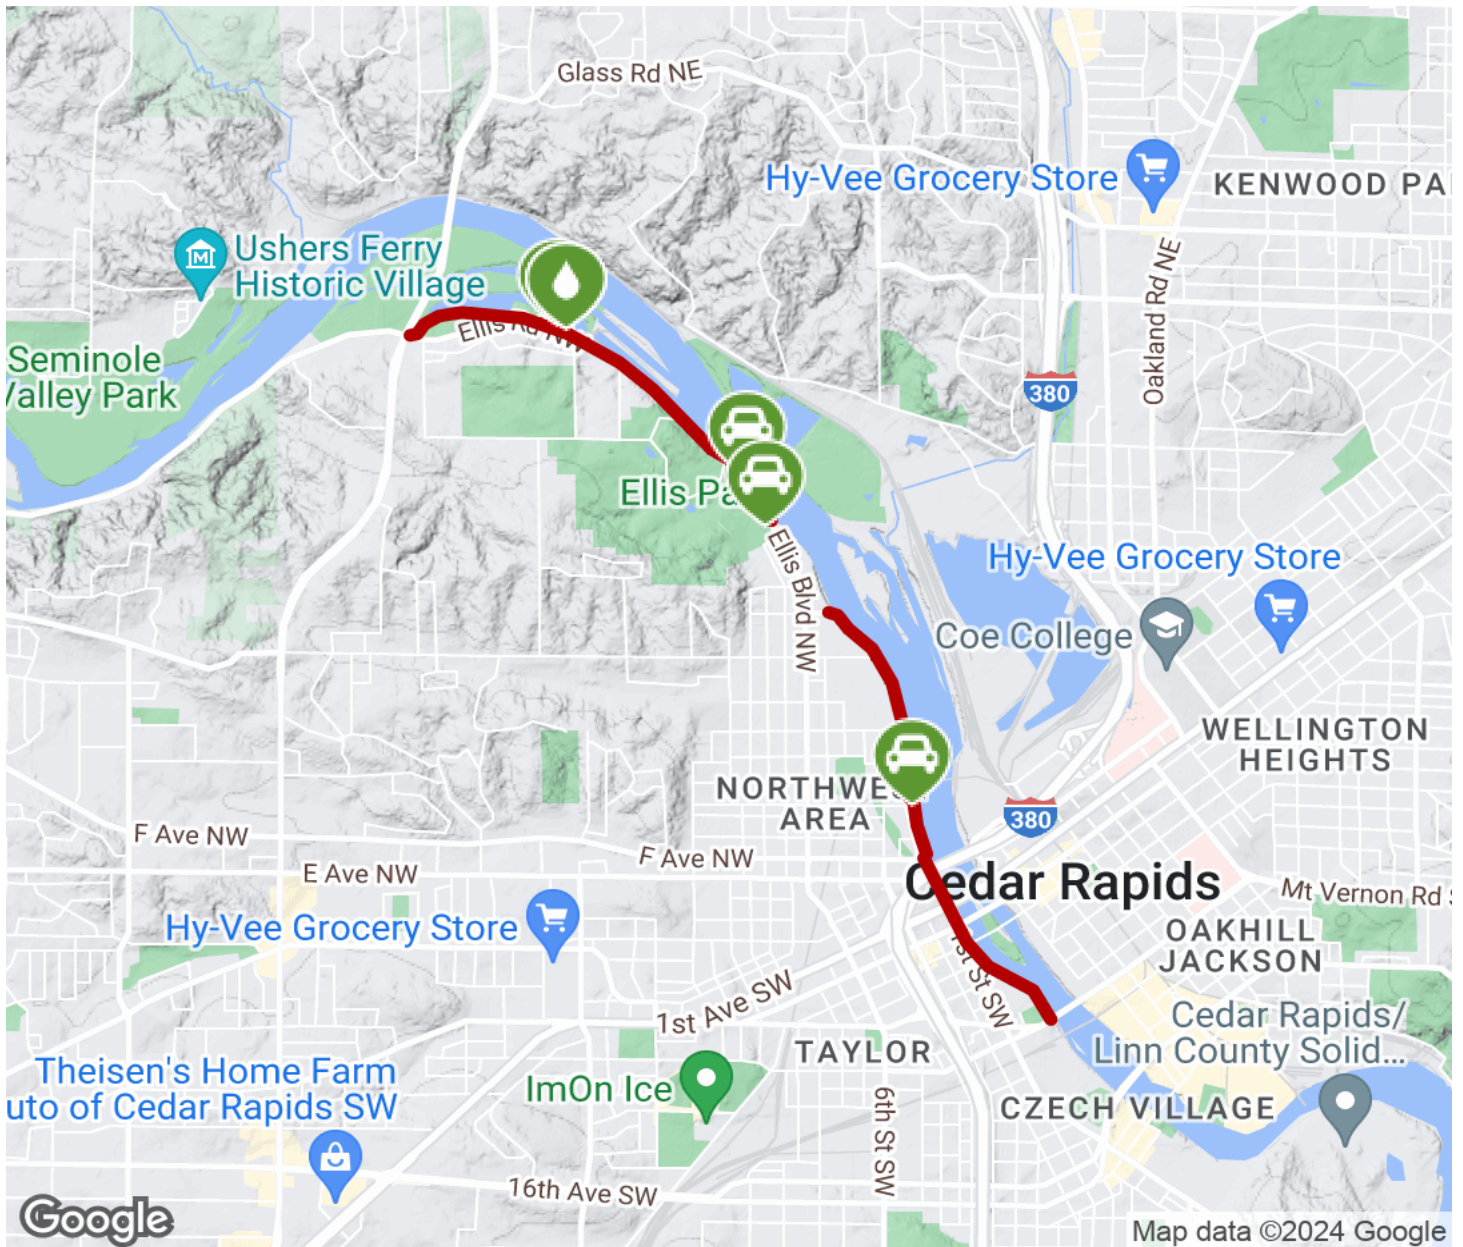 Glass Rd NE
Hy-Vee Grocery Store
KENWOOD PA
Ushers Ferry
Historic Village
Oakland Rd NE
Ellis Rd NW
Seminole
Valley Park
380
Ellis Pa
Ellis Blvd NW
Hy-Vee Grocery Store
Coe College
WELLINGTON
HEIGHTS
NORTHWES
AREA
380
F Ave NW
F Ave NW
E Ave NW
Cedar Rapids
Mt Vernon Rd S
Hy-Vee Grocery Store
OAKHILL
JACKSON
1st St SW
1st Ave SW
Cedar Rapids/
Linn County Solid...
TAYLOR
Theisen's Home Farm
uto of Cedar Rapids SW
ImOn Ice
6th St SW
CZECH VILLAGE
16th Ave SW
Google
Map data ©2024 Google